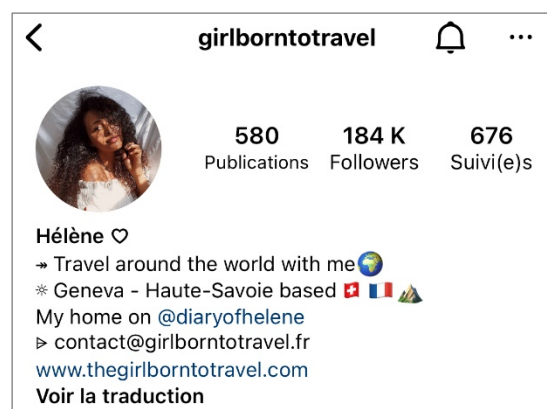 girlborntotravel
580 184 K 676
Publications Followers Suivi(e)s
Hélène ♡
↠ Travel around the world with me🌍
☼ Geneva - Haute-Savoie based 🇨🇭 🇫🇷 ⛰️
My home on @diaryofhelene
⩥ contact@girlborntotravel.fr
www.thegirlborntotravel.com
Voir la traduction